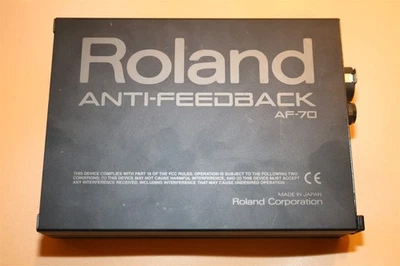 Roland
ANTI-FEEDBACK
AF-70
THIS DEVICE COMPLIES WITH PART 15 OF THE FCC RULES. OPERATION IS SUBJECT TO THE FOLLOWING TWO
CONDITIONS: (1) THIS DEVICE MAY NOT CAUSE HARMFUL INTERFERENCE, AND (2) THIS DEVICE MUST ACCEPT
ANY INTERFERENCE RECEIVED, INCLUDING INTERFERENCE THAT MAY CAUSE UNDESIRED OPERATION.
CE
MADE IN JAPAN
Roland Corporation